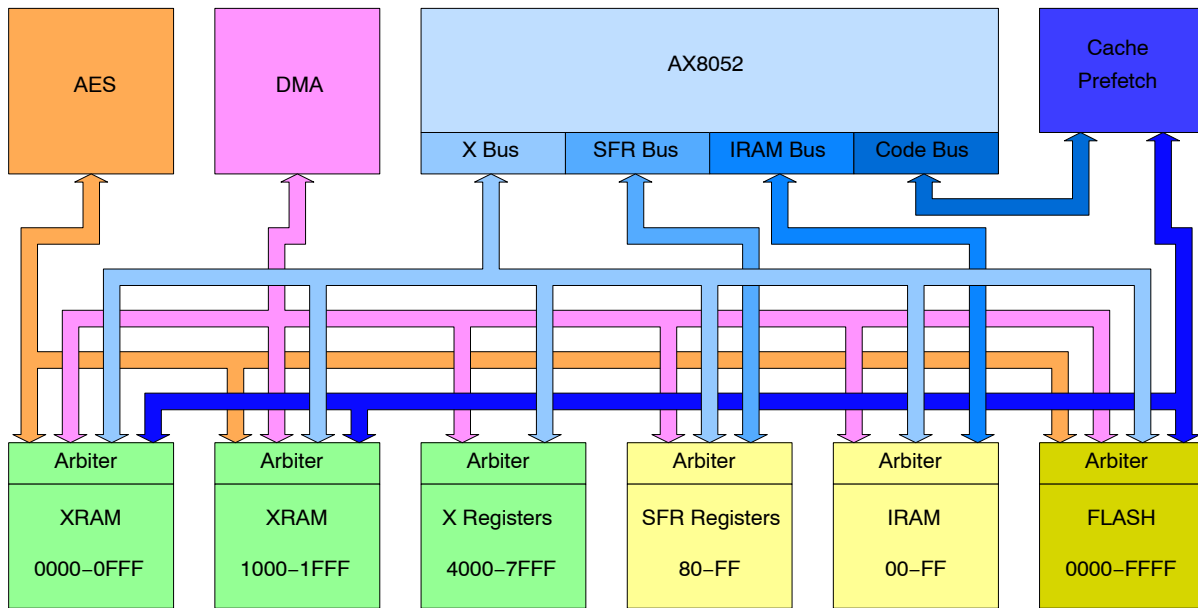 AES
DMA
AX8052
Cache
Prefetch
X Bus
SFR Bus
IRAM Bus
Code Bus
Arbiter
Arbiter
Arbiter
Arbiter
Arbiter
Arbiter
XRAM
XRAM
X Registers
SFR Registers
IRAM
FLASH
0000−0FFF
1000−1FFF
4000−7FFF
80−FF
00−FF
0000−FFFF